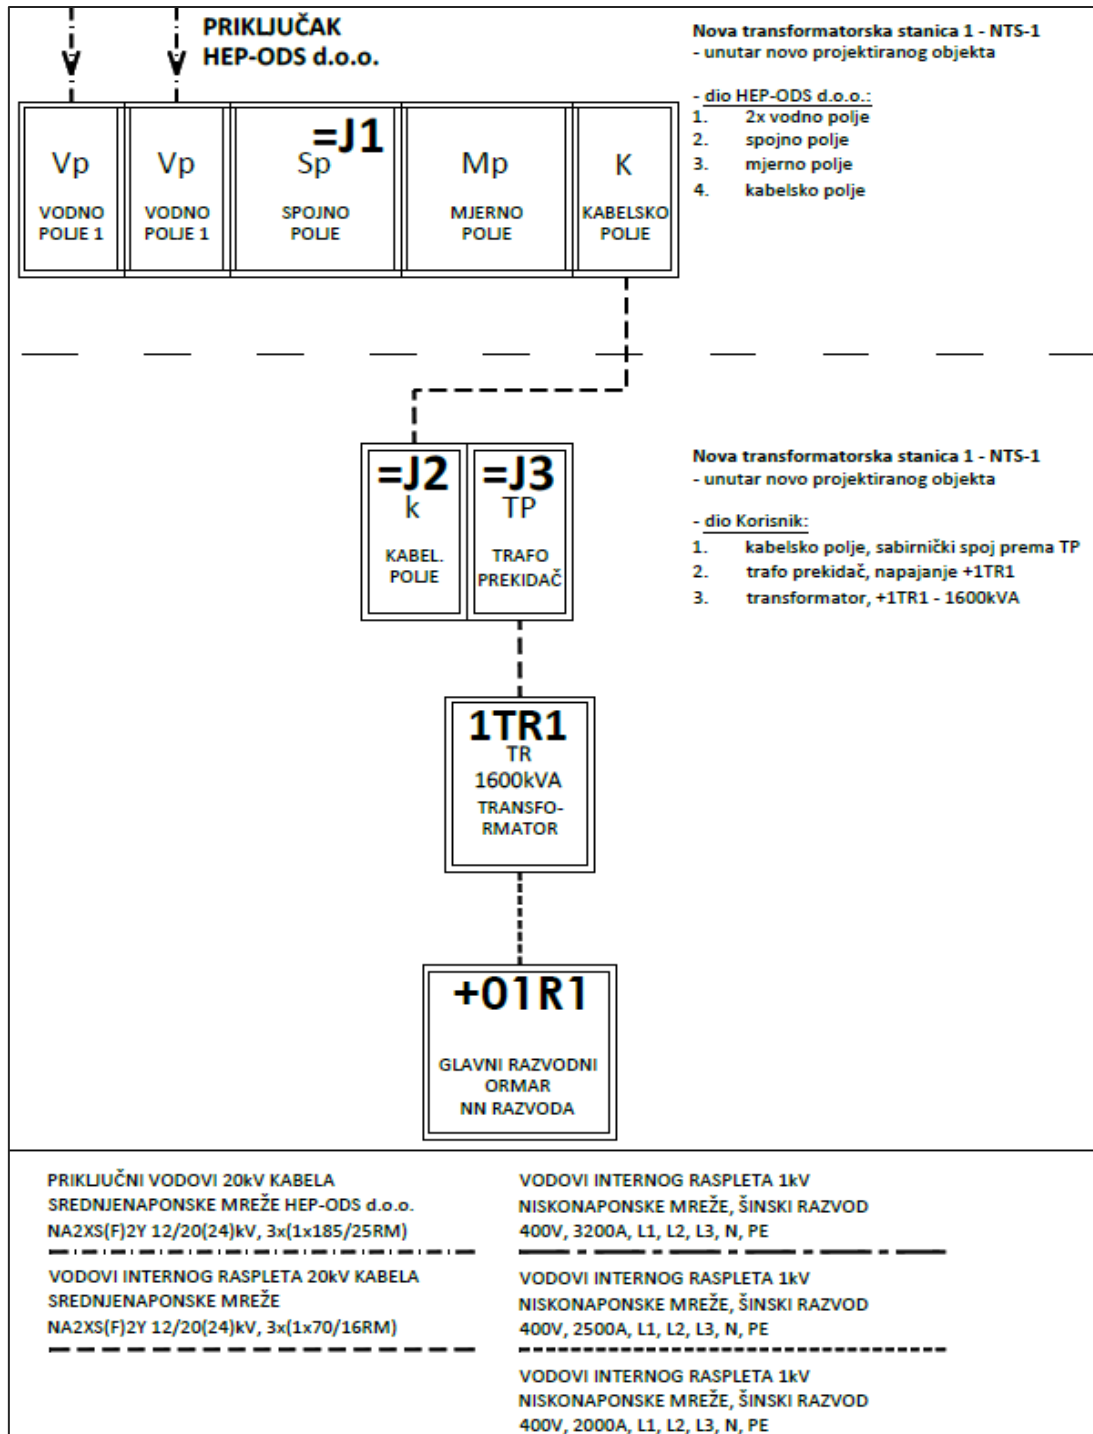 PRIKLJUČAK
HEP-ODS d.o.o.
Nova transformatorska stanica 1 - NTS-1
- unutar novo projektiranog objekta
- dio HEP-ODS d.o.o.:
1. 2x vodno polje
2. spojno polje
3. mjerno polje
4. kabelsko polje
=J1
Vp
VODNO
POLJE 1
Vp
VODNO
POLJE 1
Sp
SPOJNO
POLJE
Mp
MJERNO
POLJE
K
KABELSKO
POLJE
=J2
k
KABEL.
POLJE
=J3
TP
TRAFO
PREKIDAČ
Nova transformatorska stanica 1 - NTS-1
- unutar novo projektiranog objekta
- dio Korisnik:
1. kabelsko polje, sabirnički spoj prema TP
2. trafo prekidač, napajanje +1TR1
3. transformator, +1TR1 - 1600kVA
1TR1
TR
1600kVA
TRANSFO-
RMATOR
+01R1
GLAVNI RAZVODNI
ORMAR
NN RAZVODA
PRIKLJUČNI VODOVI 20kV KABELA
SREDNJENAPONSKE MREŽE HEP-ODS d.o.o.
NA2XS(F)2Y 12/20(24)kV, 3x(1x185/25RM)
VODOVI INTERNOG RASPLETA 20kV KABELA
SREDNJENAPONSKE MREŽE
NA2XS(F)2Y 12/20(24)kV, 3x(1x70/16RM)
VODOVI INTERNOG RASPLETA 1kV
NISKONAPONSKE MREŽE, ŠINSKI RAZVOD
400V, 3200A, L1, L2, L3, N, PE
VODOVI INTERNOG RASPLETA 1kV
NISKONAPONSKE MREŽE, ŠINSKI RAZVOD
400V, 2500A, L1, L2, L3, N, PE
VODOVI INTERNOG RASPLETA 1kV
NISKONAPONSKE MREŽE, ŠINSKI RAZVOD
400V, 2000A, L1, L2, L3, N, PE